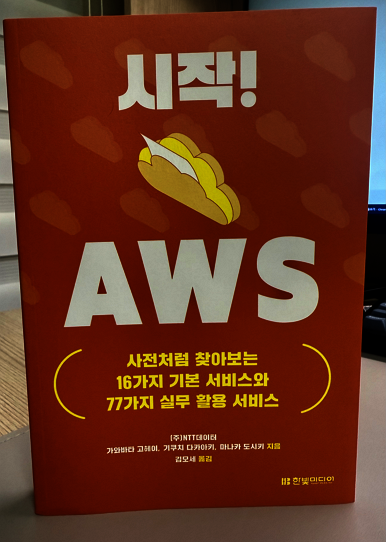 시작!
AWS
사전처럼 찾아보는
16가지 기본 서비스와
77가지 실무 활용 서비스
(주)NTT데이터
가와바타 고헤이, 기쿠치 다카아키, 마나카 도시키 지음
김모세 옮김
한빛미디어